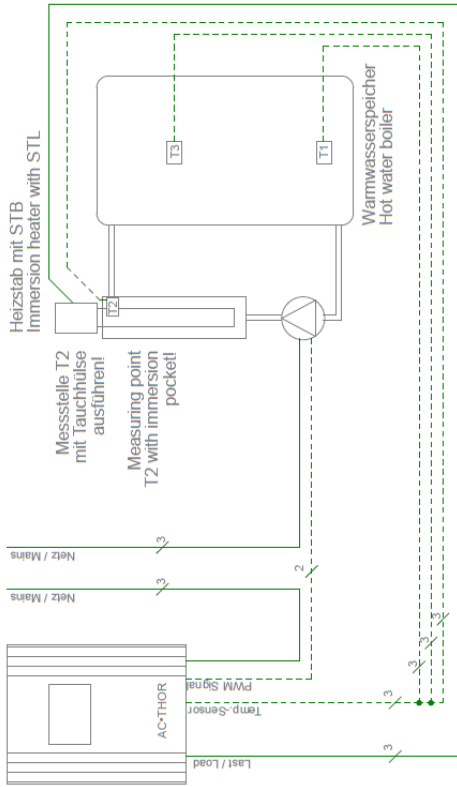 Heizstab mit STB
Immersion heater with STL
Messstelle T2
mit Tauchhülse
ausführen!
Measuring point
T2 with immersion
pocket!
T2
T3
T1
Warmwasserspeicher
Hot water boiler
Netz / Mains
3
Netz / Mains
3
2
AC•THOR
PWM Signal
Temp.-Sensor
Last / Load
3
3
3
3
3